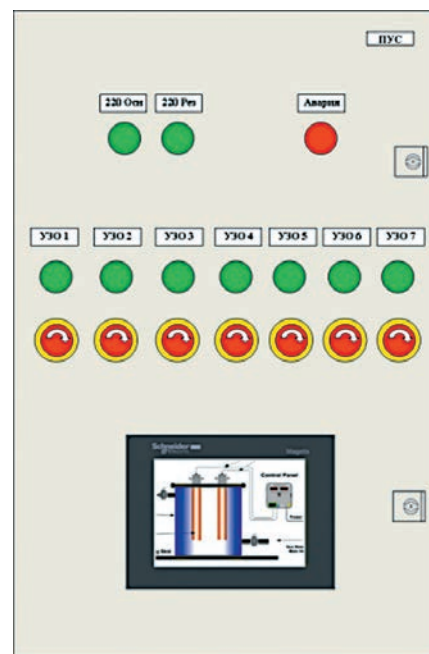 ПУС
220 Осн 220 Рез Авария
УЗО 1 УЗО 2 УЗО 3 УЗО 4 УЗО 5 УЗО 6 УЗО 7
Schneider
Magelis
Control Panel